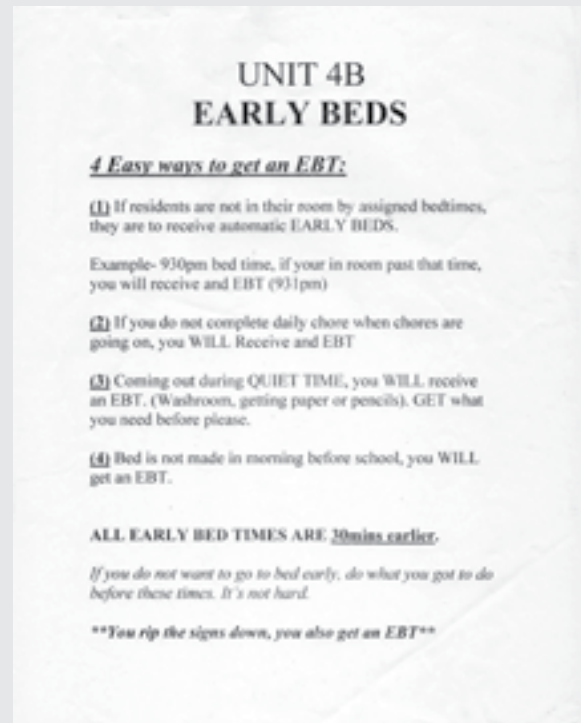 UNIT 4B
EARLY BEDS
4 Easy ways to get an EBT:
(1) If residents are not in their room by assigned bedtimes,
they are to receive automatic EARLY BEDS.
Example- 930pm bed time, if your in room past that time,
you will receive and EBT (931pm)
(2) If you do not complete daily chore when chores are
going on, you WILL Receive and EBT
(3) Coming out during QUIET TIME, you WILL receive
an EBT. (Washroom, getting paper or pencils). GET what
you need before please.
(4) Bed is not made in morning before school, you WILL
get an EBT.
ALL EARLY BED TIMES ARE 30mins earlier.
If you do not want to go to bed early, do what you got to do
before these times. It's not hard.
**You rip the signs down, you also get an EBT**